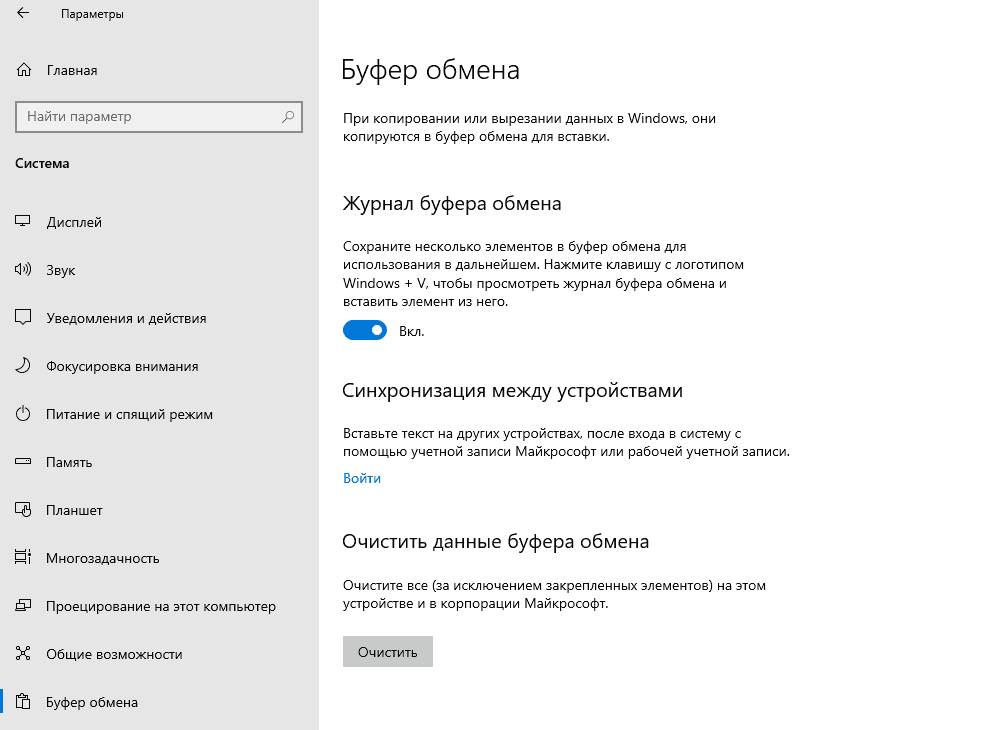 Параметры
Главная
Найти параметр
Система
Дисплей
Звук
Уведомления и действия
Фокусировка внимания
Питание и спящий режим
Память
Планшет
Многозадачность
Проецирование на этот компьютер
Общие возможности
Буфер обмена
Буфер обмена
При копировании или вырезании данных в Windows, они
копируются в буфер обмена для вставки.
Журнал буфера обмена
Сохраните несколько элементов в буфер обмена для
использования в дальнейшем. Нажмите клавишу с логотипом
Windows + V, чтобы просмотреть журнал буфера обмена и
вставить элемент из него.
Вкл.
Синхронизация между устройствами
Вставьте текст на других устройствах, после входа в систему с
помощью учетной записи Майкрософт или рабочей учетной записи.
Войти
Очистить данные буфера обмена
Очистите все (за исключением закрепленных элементов) на этом
устройстве и в корпорации Майкрософт.
Очистить